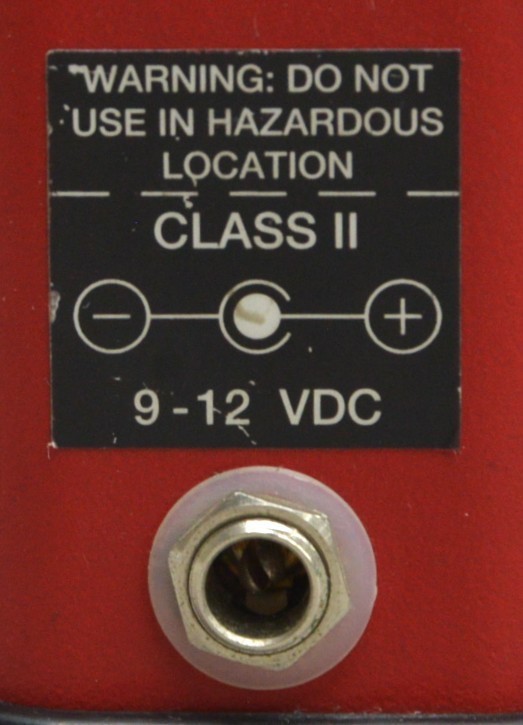 WARNING: DO NOT
USE IN HAZARDOUS
LOCATION
CLASS II
- +
9-12 VDC